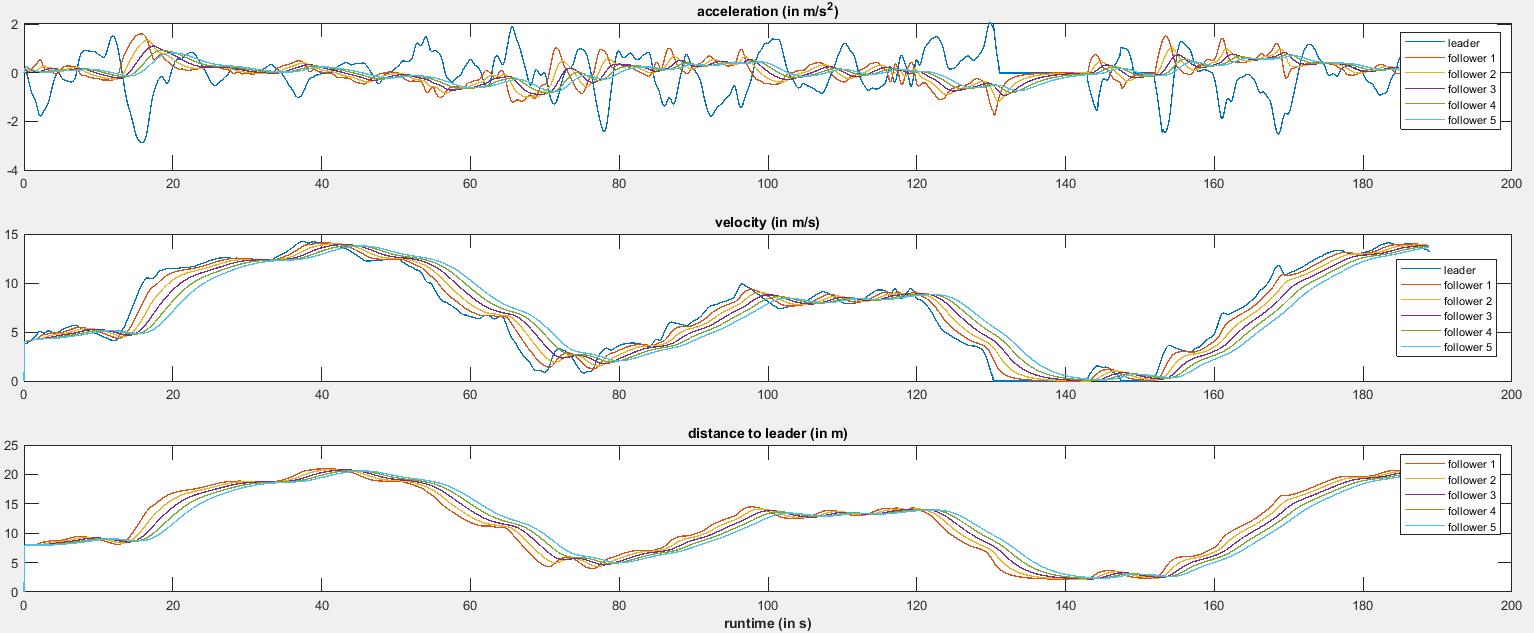 acceleration (in m/s2)
2
0
-2
-4
0 20 40 60 80 100 120 140 160 180 200
leader
follower 1
follower 2
follower 3
follower 4
follower 5
velocity (in m/s)
15
10
5
0
0 20 40 60 80 100 120 140 160 180 200
leader
follower 1
follower 2
follower 3
follower 4
follower 5
distance to leader (in m)
25
20
15
10
5
0
0 20 40 60 80 100 120 140 160 180 200
follower 1
follower 2
follower 3
follower 4
follower 5
runtime (in s)